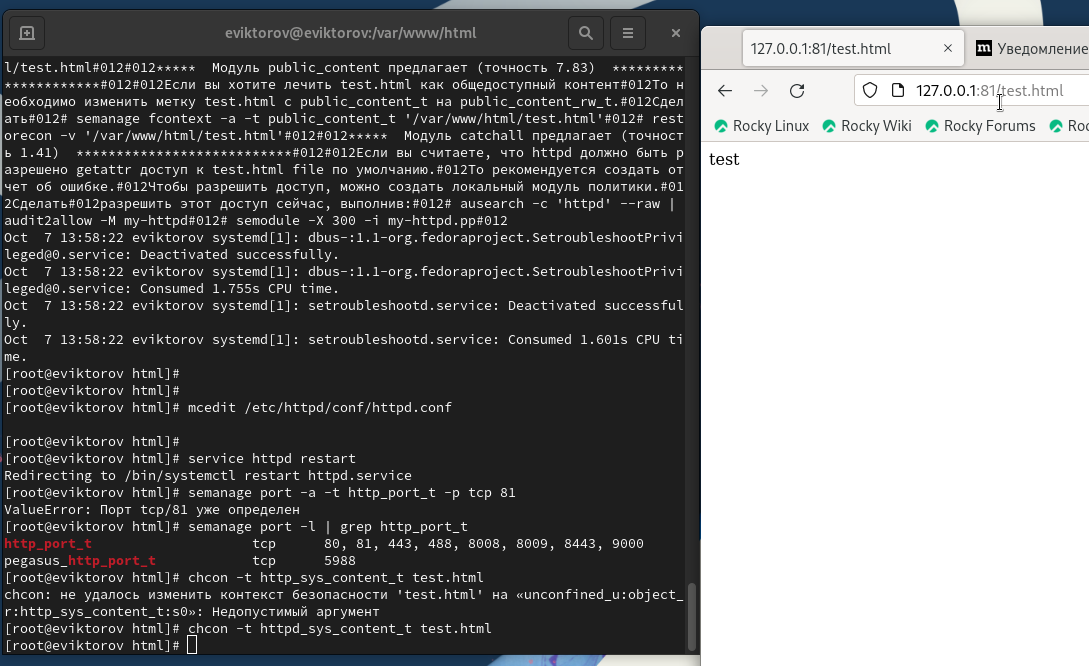 eviktorov@eviktorov:/var/www/html
l/test.html#012#012*****  Модуль public_content предлагает (точность 7.83)  *********
******************#012#012Если вы хотите лечить test.html как общедоступный контент#012То н
еобходимо изменить метку test.html с public_content_t на public_content_rw_t.#012Сдел
ать#012# semanage fcontext -a -t public_content_t '/var/www/html/test.html'#012# rest
orecon -v '/var/www/html/test.html'#012#012*****  Модуль catchall предлагает (точност
ь 1.41)  ***************************#012#012Если вы считаете, что httpd должно быть р
азрешено getattr доступ к test.html file по умолчанию.#012То рекомендуется создать от
чет об ошибке.#012Чтобы разрешить доступ, можно создать локальный модуль политики.#01
2Сделать#012разрешить этот доступ сейчас, выполнив:#012# ausearch -c 'httpd' --raw |
audit2allow -M my-httpd#012# semodule -X 300 -i my-httpd.pp#012
Oct  7 13:58:22 eviktorov systemd[1]: dbus-:1.1-org.fedoraproject.SetroubleshootPrivi
leged@0.service: Deactivated successfully.
Oct  7 13:58:22 eviktorov systemd[1]: dbus-:1.1-org.fedoraproject.SetroubleshootPrivi
leged@0.service: Consumed 1.755s CPU time.
Oct  7 13:58:22 eviktorov systemd[1]: setroubleshootd.service: Deactivated successful
ly.
Oct  7 13:58:22 eviktorov systemd[1]: setroubleshootd.service: Consumed 1.601s CPU ti
me.
[root@eviktorov html]#
[root@eviktorov html]#
[root@eviktorov html]# mcedit /etc/httpd/conf/httpd.conf
[root@eviktorov html]#
[root@eviktorov html]# service httpd restart
Redirecting to /bin/systemctl restart httpd.service
[root@eviktorov html]# semanage port -a -t http_port_t -p tcp 81
ValueError: Порт tcp/81 уже определен
[root@eviktorov html]# semanage port -l | grep http_port_t
http_port_t                    tcp      80, 81, 443, 488, 8008, 8009, 8443, 9000
pegasus_http_port_t            tcp      5988
[root@eviktorov html]# chcon -t http_sys_content_t test.html
chcon: не удалось изменить контекст безопасности 'test.html' на «unconfined_u:object_
r:http_sys_content_t:s0»: Недопустимый аргумент
[root@eviktorov html]# chcon -t httpd_sys_content_t test.html
[root@eviktorov html]#
127.0.0.1:81/test.html
m Уведомление
127.0.0.1:81/test.html
Rocky Linux Rocky Wiki Rocky Forums Roc
test